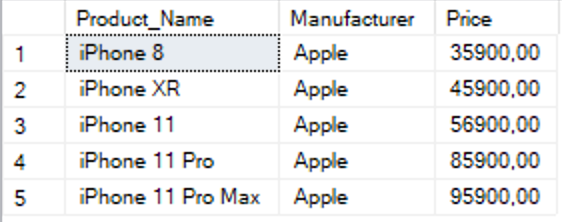 Product_Name Manufacturer Price
1 iPhone 8 Apple 35900,00
2 iPhone XR Apple 45900,00
3 iPhone 11 Apple 56900,00
4 iPhone 11 Pro Apple 85900,00
5 iPhone 11 Pro Max Apple 95900,00